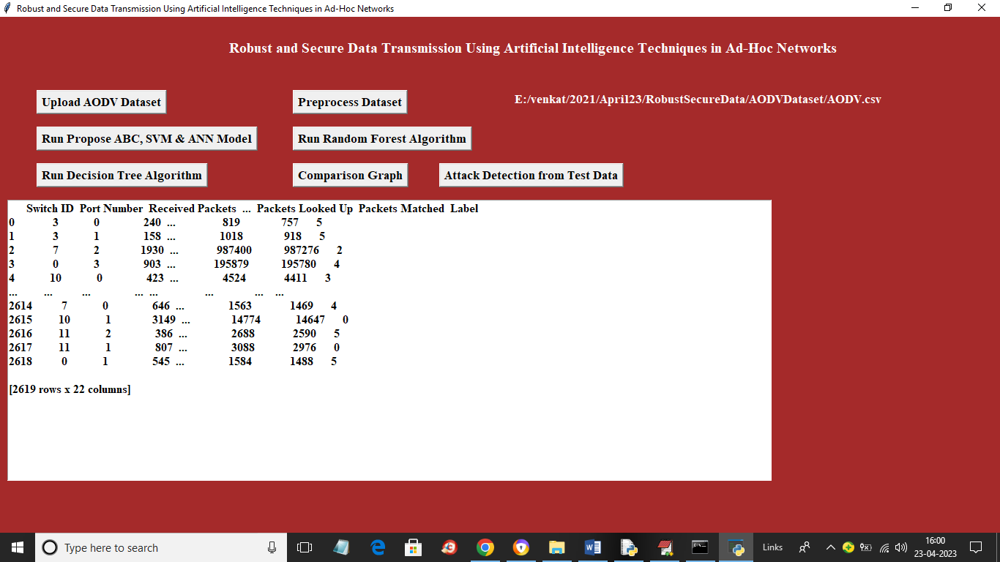 Robust and Secure Data Transmission Using Artificial Intelligence Techniques in Ad-Hoc Networks
Robust and Secure Data Transmission Using Artificial Intelligence Techniques in Ad-Hoc Networks
Upload AODV Dataset Preprocess Dataset E:/venkat/2021/April23/RobustSecureData/AODVDataset/AODV.csv
Run Propose ABC, SVM & ANN Model Run Random Forest Algorithm
Run Decision Tree Algorithm Comparison Graph Attack Detection from Test Data
Switch ID Port Number Received Packets ... Packets Looked Up Packets Matched Label
0 3 0 240 ... 819 757 5
1 3 1 158 ... 1018 918 5
2 7 2 1930 ... 987400 987276 2
3 0 3 903 ... 195879 195780 4
4 10 0 423 ... 4524 4411 3
... ... ... ... ... ... ... ...
2614 7 0 646 ... 1563 1469 4
2615 10 1 3149 ... 14774 14647 0
2616 11 2 386 ... 2688 2590 5
2617 11 1 807 ... 3088 2976 0
2618 0 1 545 ... 1584 1488 5
[2619 rows x 22 columns]
Type here to search Links 16:00
23-04-2023